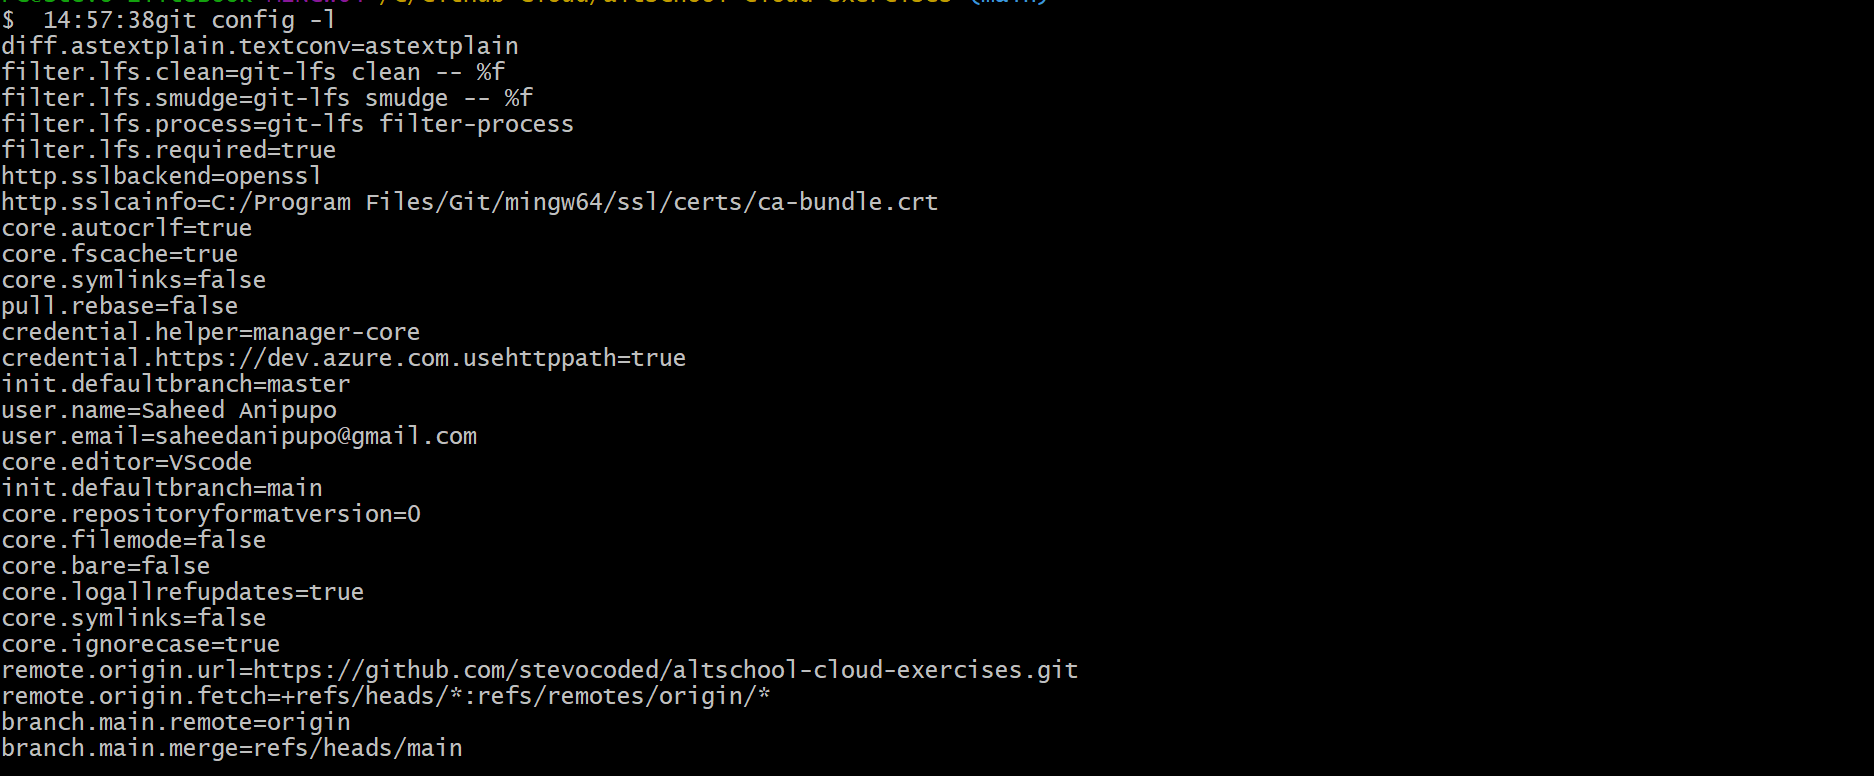 $  14:57:38git config -l
diff.astextplain.textconv=astextplain
filter.lfs.clean=git-lfs clean -- %f
filter.lfs.smudge=git-lfs smudge -- %f
filter.lfs.process=git-lfs filter-process
filter.lfs.required=true
http.sslbackend=openssl
http.sslcainfo=C:/Program Files/Git/mingw64/ssl/certs/ca-bundle.crt
core.autocrlf=true
core.fscache=true
core.symlinks=false
pull.rebase=false
credential.helper=manager-core
credential.https://dev.azure.com.usehttppath=true
init.defaultbranch=master
user.name=Saheed Anipupo
user.email=saheedanipupo@gmail.com
core.editor=VScode
init.defaultbranch=main
core.repositoryformatversion=0
core.filemode=false
core.bare=false
core.logallrefupdates=true
core.symlinks=false
core.ignorecase=true
remote.origin.url=https://github.com/stevocoded/altschool-cloud-exercises.git
remote.origin.fetch=+refs/heads/*:refs/remotes/origin/*
branch.main.remote=origin
branch.main.merge=refs/heads/main